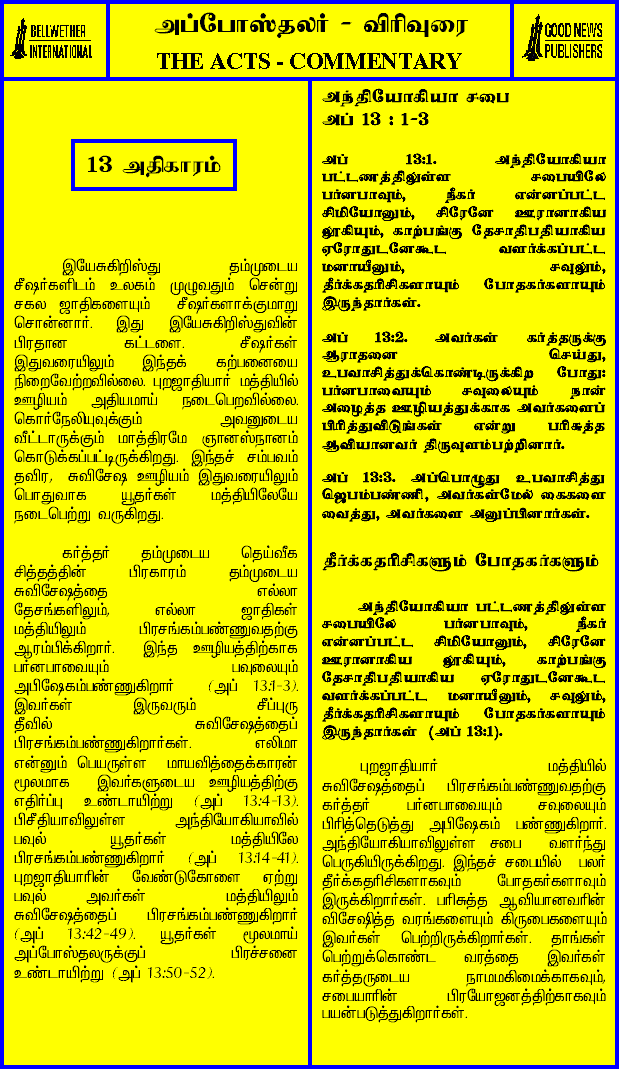 BELLWETHER
INTERNATIONAL
அப்போஸ்தலர் - விரிவுரை
THE ACTS - COMMENTARY
GOOD NEWS
PUBLISHERS
13 அதிகாரம்
இயேசுகிறிஸ்து தம்முடைய
சீஷர்களிடம் உலகம் முழுவதும் சென்று
சகல ஜாதிகளையும் சீஷர்களாக்குமாறு
சொன்னார். இது இயேசுகிறிஸ்துவின்
பிரதான கட்டளை. சீஷர்கள்
இதுவரையிலும் இந்தக் கற்பனையை
நிறைவேற்றவில்லை. புறஜாதியார் மத்தியில்
ஊழியம் அதியமாய் நடைபெறவில்லை.
கொர்நேலியுவுக்கும் அவனுடைய
வீட்டாருக்கும் மாத்திரமே ஞானஸ்நானம்
கொடுக்கப்பட்டிருக்கிறது. இந்தச் சம்பவம்
தவிர, சுவிசேஷ ஊழியம் இதுவரையிலும்
பொதுவாக யூதர்கள் மத்தியிலேயே
நடைபெற்று வருகிறது.
கர்த்தர் தம்முடைய தெய்வீக
சித்தத்தின் பிரகாரம் தம்முடைய
சுவிசேஷத்தை எல்லா
தேசங்களிலும், எல்லா ஜாதிகள்
மத்தியிலும் பிரசங்கம்பண்ணுவதற்கு
ஆரம்பிக்கிறார். இந்த ஊழியத்திற்காக
பர்னபாவையும் பவுலையும்
அபிஷேகம்பண்ணுகிறார் (அப் 13:1-3).
இவர்கள் இருவரும் சீப்புரு
தீவில் சுவிசேஷத்தைப்
பிரசங்கம்பண்ணுகிறார்கள். எலிமா
என்னும் பெயருள்ள மாயவித்தைக்காரன்
மூலமாக இவர்களுடைய ஊழியத்திற்கு
எதிர்ப்பு உண்டாயிற்று (அப் 13:4-13).
பிசீதியாவிலுள்ள அந்தியோகியாவில்
பவுல் யூதர்கள் மத்தியிலே
பிரசங்கம்பண்ணுகிறார் (அப் 13:14-41).
புறஜாதியாரின் வேண்டுகோளை ஏற்று
பவுல் அவர்கள் மத்தியிலும்
சுவிசேஷத்தைப் பிரசங்கம்பண்ணுகிறார்
(அப் 13:42-49). யூதர்கள் மூலமாய்
அப்போஸ்தலருக்குப் பிரச்சனை
உண்டாயிற்று (அப் 13:50-52).
அந்தியோகியா சபை
அப் 13 : 1-3
அப் 13:1. அந்தியோகியா
பட்டணத்திலுள்ள சபையிலே
பர்னபாவும், நீகர் என்னப்பட்ட
சிமியோனும், சிரேனே ஊரானாகிய
லூகியும், காற்பங்கு தேசாதிபதியாகிய
ஏரோதுடனேகூட வளர்க்கப்பட்ட
மனாயீனும், சவுலும்,
தீர்க்கதரிசிகளாயும் போதகர்களாயும்
இருந்தார்கள்.
அப் 13:2. அவர்கள் கர்த்தருக்கு
ஆராதனை செய்து,
உபவாசித்துக்கொண்டிருக்கிற போது:
பர்னபாவையும் சவுலையும் நான்
அழைத்த ஊழியத்துக்காக அவர்களைப்
பிரித்துவிடுங்கள் என்று பரிசுத்த
ஆவியானவர் திருவுளம்பற்றினார்.
அப் 13:3. அப்பொழுது உபவாசித்து
ஜெபம்பண்ணி, அவர்கள்மேல் கைகளை
வைத்து, அவர்களை அனுப்பினார்கள்.
தீர்க்கதரிசிகளும் போதகர்களும்
அந்தியோகியா பட்டணத்திலுள்ள
சபையிலே பர்னபாவும், நீகர்
என்னப்பட்ட சிமியோனும், சிரேனே
ஊரானாகிய லூகியும், காற்பங்கு
தேசாதிபதியாகிய ஏரோதுடனேகூட
வளர்க்கப்பட்ட மனாயீனும், சவுலும்,
தீர்க்கதரிசிகளாயும் போதகர்களாயும்
இருந்தார்கள் (அப் 13:1).
புறஜாதியார் மத்தியில்
சுவிசேஷத்தைப் பிரசங்கம்பண்ணுவதற்கு
கர்த்தர் பர்னபாவையும் சவுலையும்
பிரித்தெடுத்து அபிஷேகம் பண்ணுகிறார்.
அந்தியோகியாவிலுள்ள சபை வளர்ந்து
பெருகியிருக்கிறது. இந்தச் சபையில் பலர்
தீர்க்கதரிசிகளாகவும் போதகர்களாவும்
இருக்கிறார்கள். பரிசுத்த ஆவியானவரின்
விசேஷித்த வரங்களையும் கிருபைகளையும்
இவர்கள் பெற்றிருக்கிறார்கள். தாங்கள்
பெற்றுக்கொண்ட வரத்தை இவர்கள்
கர்த்தருடைய நாமமகிமைக்காகவும்,
சபையாரின் பிரயோஜனத்திற்காகவும்
பயன்படுத்துகிறார்கள்.